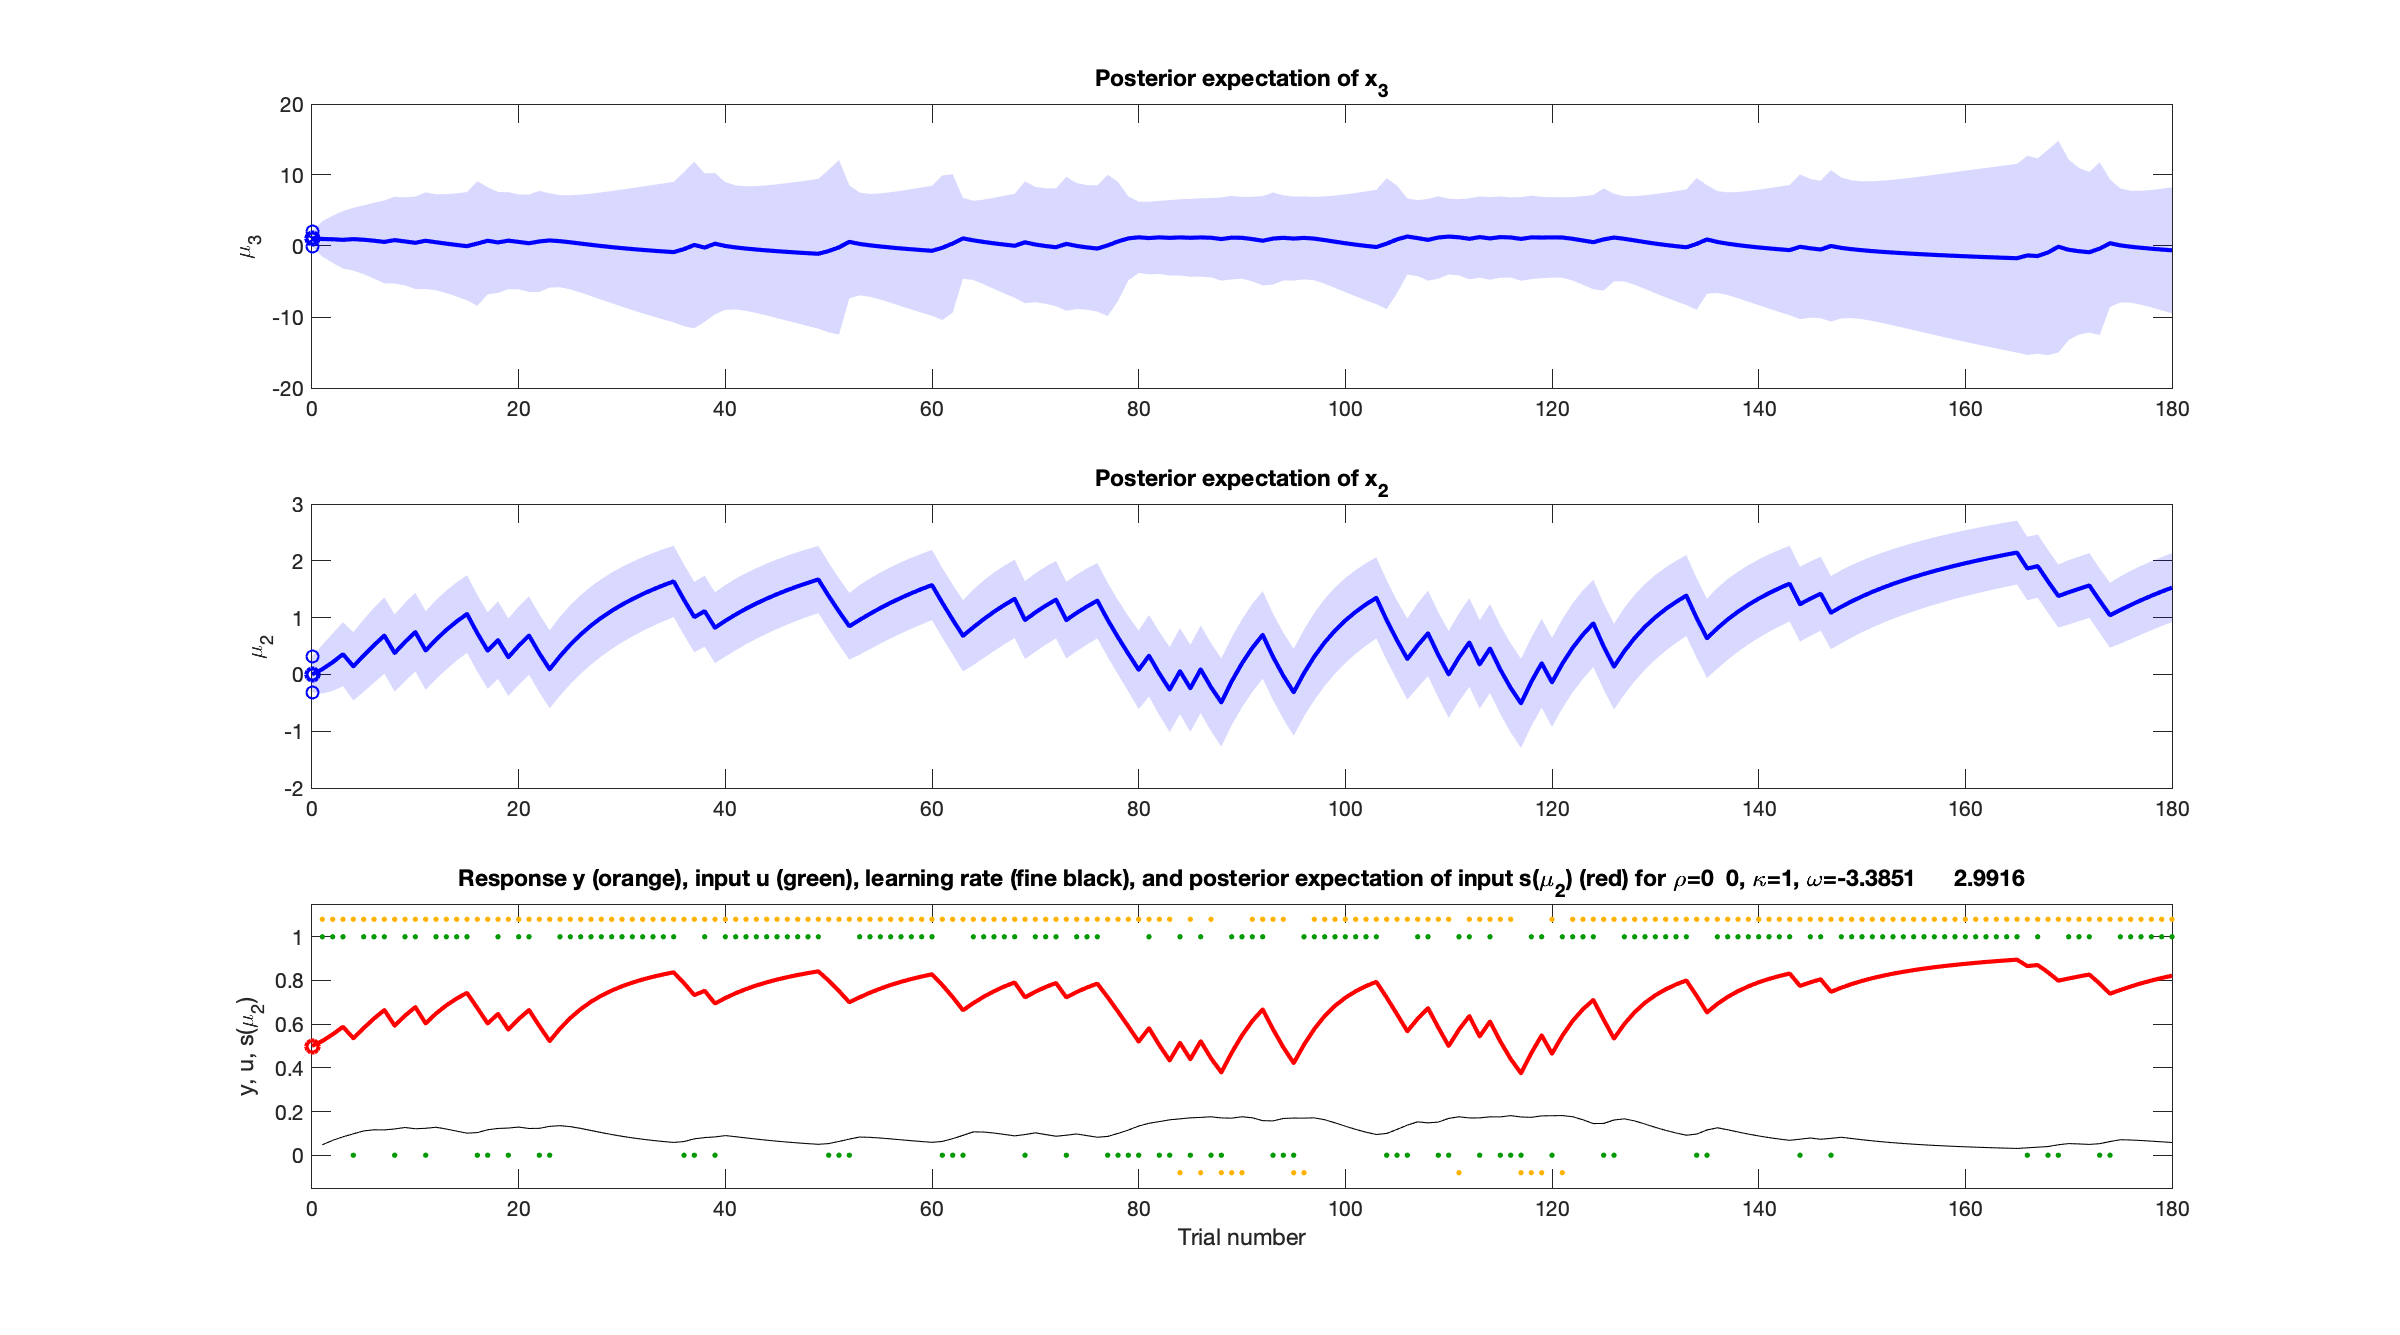 Posterior expectation of x3
20
10
0
-10
-20
μ3
0 20 40 60 80 100 120 140 160 180
Posterior expectation of x2
3
2
1
0
-1
-2
μ2
0 20 40 60 80 100 120 140 160 180
Response y (orange), input u (green), learning rate (fine black), and posterior expectation of input s(μ2) (red) for ρ=0 0, κ=1, ω=-3.3851 2.9916
1
0.8
0.6
0.4
0.2
0
y, u, s(μ2)
0 20 40 60 80 100 120 140 160 180
Trial number